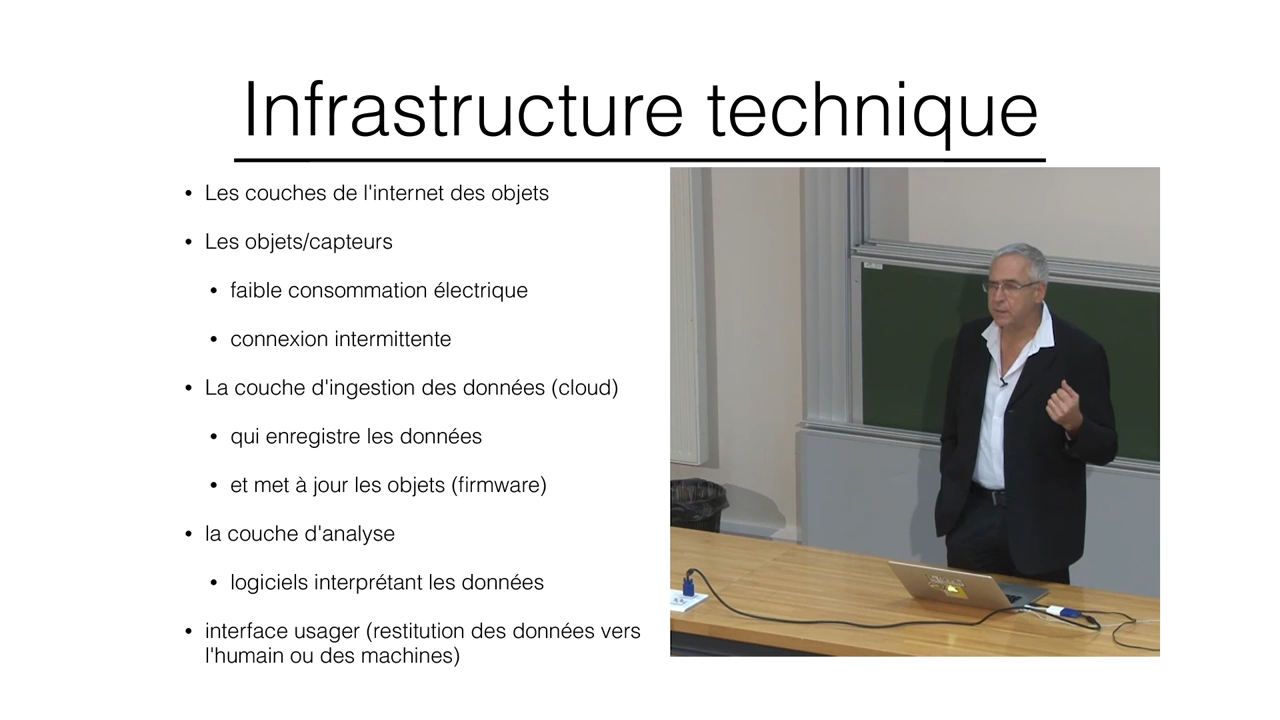 Infrastructure technique
• Les couches de l'internet des objets
• Les objets/capteurs
• faible consommation électrique
• connexion intermittente
• La couche d'ingestion des données (cloud)
• qui enregistre les données
• et met à jour les objets (firmware)
• la couche d'analyse
• logiciels interprétant les données
• interface usager (restitution des données vers
l'humain ou des machines)